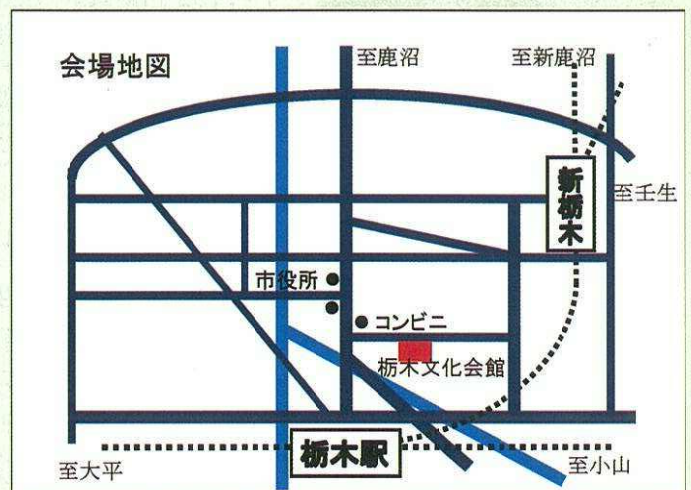 会場地図
至鹿沼
至新鹿沼
新栃木
至壬生
市役所
コンビニ
栃木文化会館
栃木駅
至大平
至小山